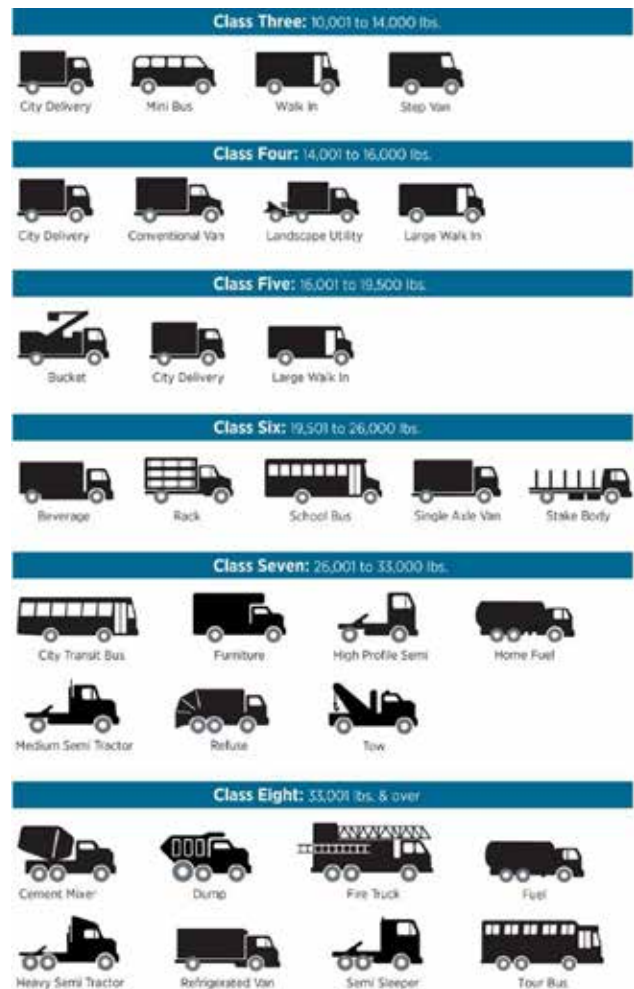 Class Three: 10,001 to 14,000 lbs.
City Delivery Mini Bus Walk In Step Van
Class Four: 14,001 to 16,000 lbs.
City Delivery Conventional Van Landscape Utility Large Walk In
Class Five: 16,001 to 19,500 lbs.
Bucket City Delivery Large Walk In
Class Six: 19,501 to 26,000 lbs.
Beverage Rack School Bus Single Axle Van Stake Body
Class Seven: 26,001 to 33,000 lbs.
City Transit Bus Furniture High Profile Semi Home Fuel
Medium Semi Tractor Refuse Tow
Class Eight: 33,001 lbs. & over
Cement Mixer Dump Fire Truck Fuel
Heavy Semi Tractor Refrigerated Van Semi Sleeper Tour Bus